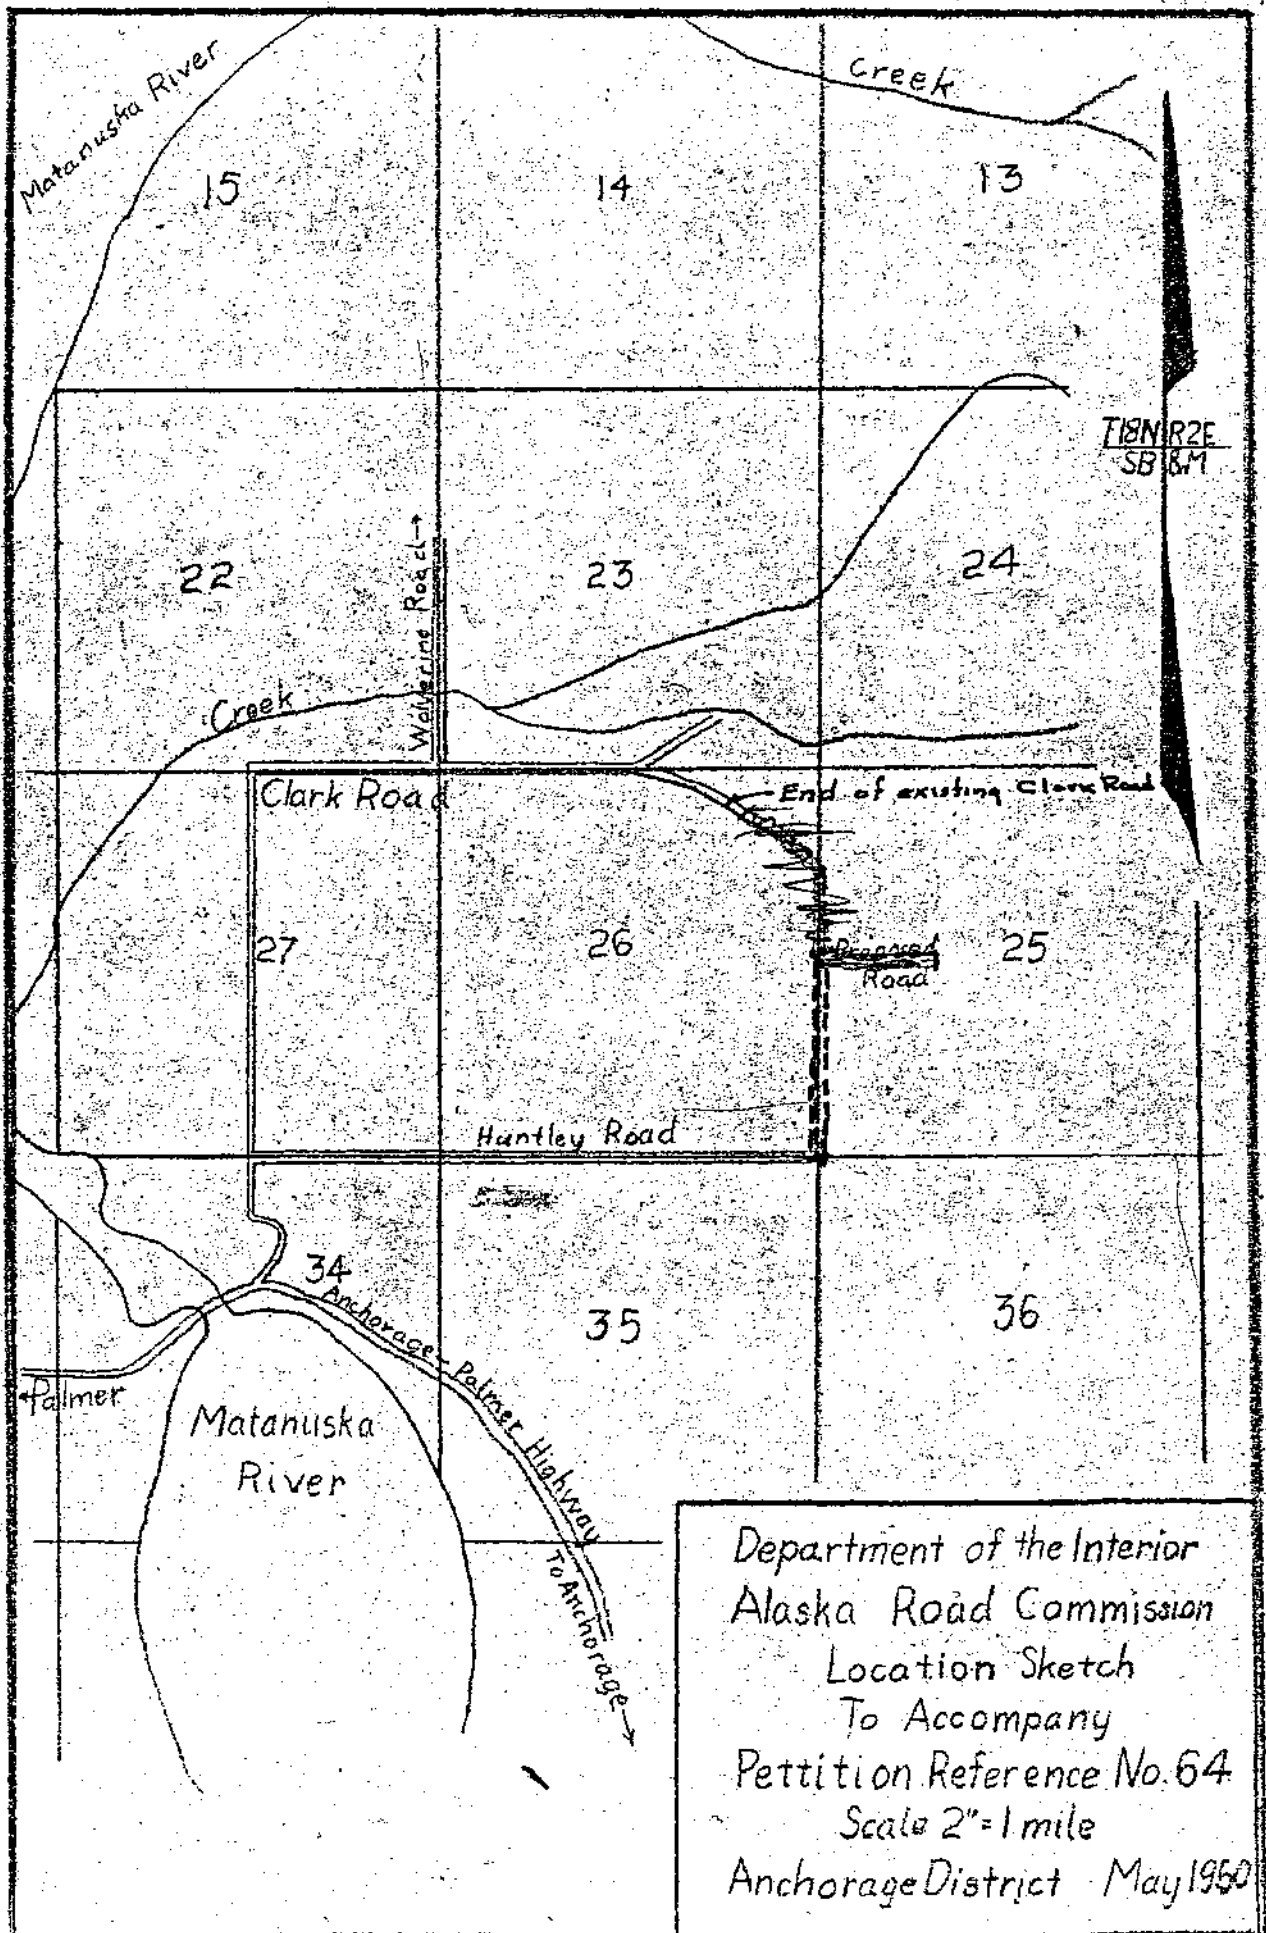 Matanuska River
Creek
15
14
13
T18N R2E
SB & M
22
23
24
Wolverine Road→
Creek
Clark Road
End of existing Clark Road
27
26
25
Proposed
Road
Huntley Road
34
35
36
Anchorage-Palmer Highway
Palmer
Matanuska
River
To Anchorage→
Department of the Interior
Alaska Road Commission
Location Sketch
To Accompany
Pettition Reference No. 64
Scale 2"=1 mile
Anchorage District May 1950